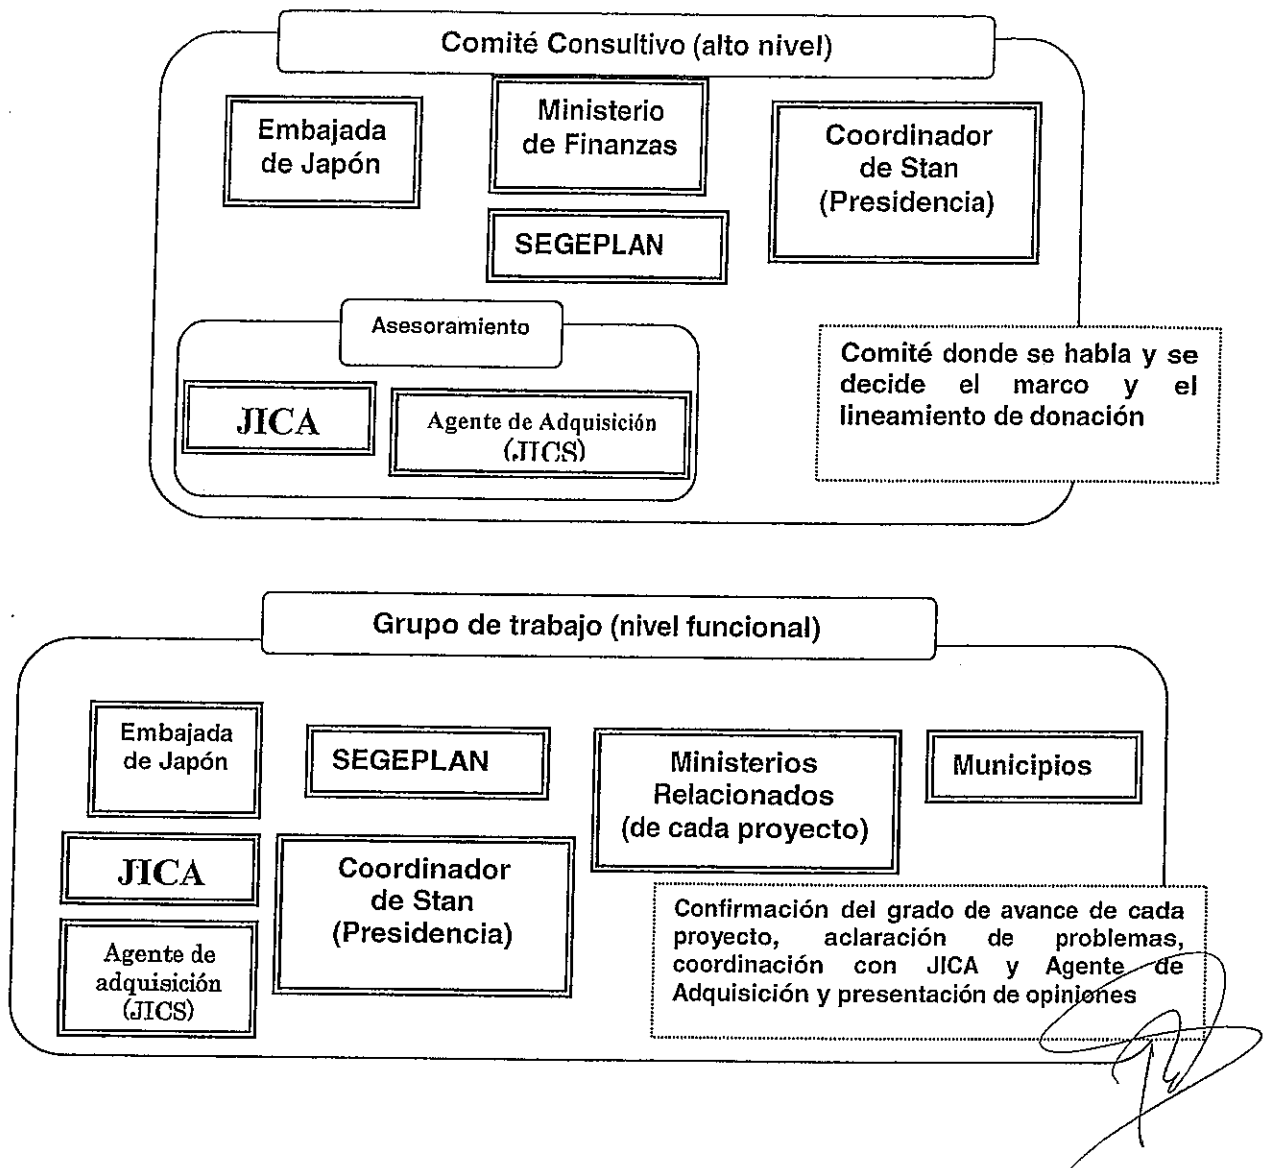 Comité Consultivo (alto nivel)
Embajada
de Japón
Ministerio
de Finanzas
Coordinador
de Stan
(Presidencia)
SEGEPLAN
Asesoramiento
JICA
Agente de Adquisición
(JICS)
Comité donde se habla y se
decide el marco y el
lineamiento de donación
Grupo de trabajo (nivel funcional)
Embajada
de Japón
SEGEPLAN
Ministerios
Relacionados
(de cada proyecto)
Municipios
JICA
Coordinador
de Stan
(Presidencia)
Agente de
adquisición
(JICS)
Confirmación del grado de avance de cada
proyecto, aclaración de problemas,
coordinación con JICA y Agente de
Adquisición y presentación de opiniones